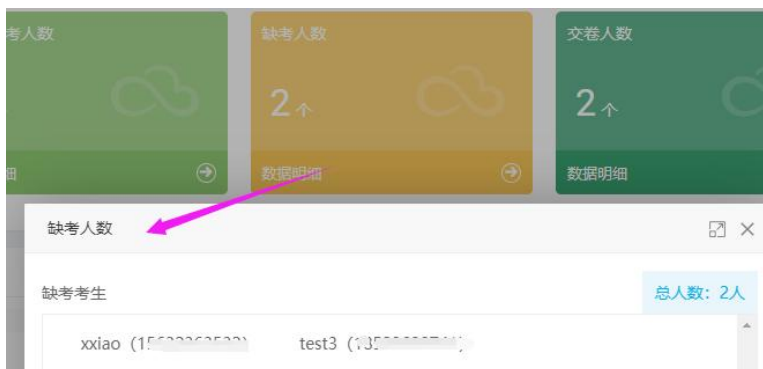 考人数
缺考人数
交卷人数
2 个
2 个
细
数据明细
数据明细
缺考人数
缺考考生
总人数: 2人
xxiao
test3